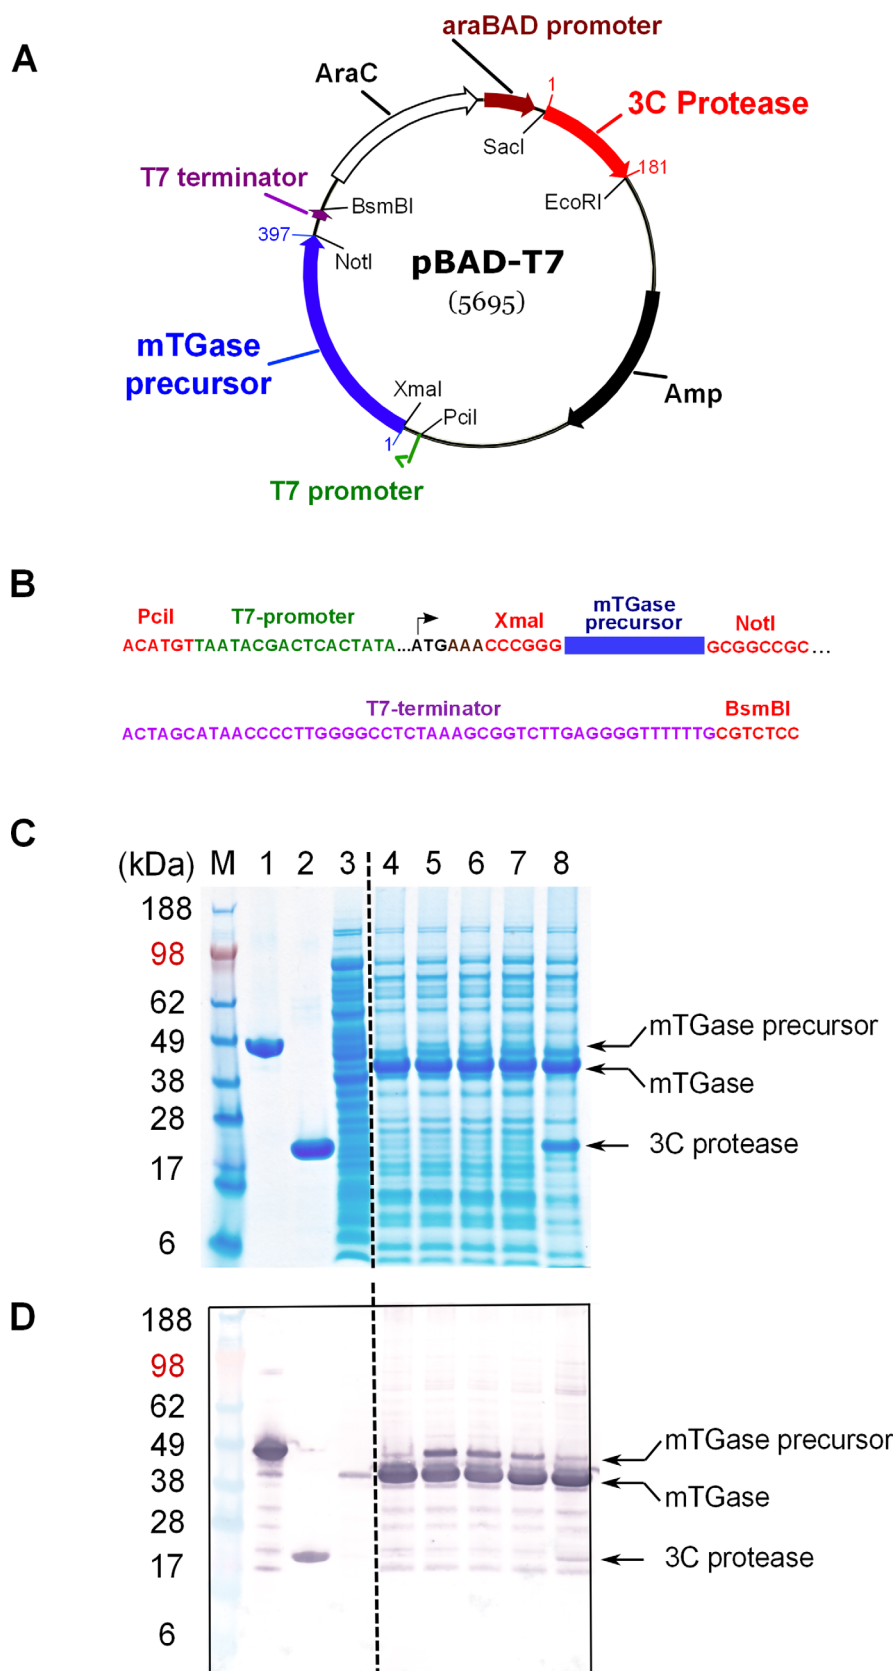 A
araBAD promoter
AraC
1
3C Protease
SacI
T7 terminator
181
BsmBI
EcoRI
397
NotI
pBAD-T7
(5695)
mTGase
precursor
XmaI
Amp
PciI
1
T7 promoter
B
PciI T7-promoter XmaI mTGase precursor NotI
ACATGTTAATACGACTCACTATA...ATGAAACCCGGG GCGGCCGC...
T7-terminator BsmBI
ACTAGCATAACCCCTTGGGGCCTCTAAAGCGGTCTTGAGGGGTTTTTTGCGTCTCC
C
(kDa) M 1 2 3 4 5 6 7 8
188
98
62
49
38
28
17
6
mTGase precursor
mTGase
3C protease
D
188
98
62
49
38
28
17
6
mTGase precursor
mTGase
3C protease